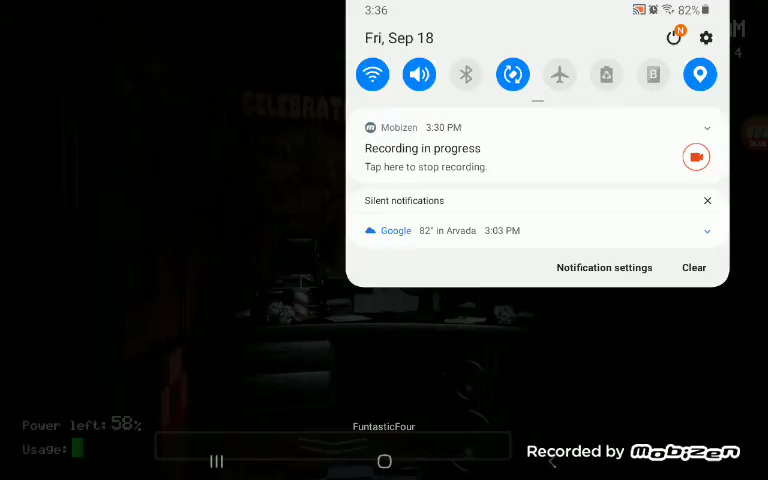 3:36
82%
Fri, Sep 18
N
Mobizen 3:30 PM
Recording in progress
Tap here to stop recording.
Silent notifications
Google 82° in Arvada 3:03 PM
Notification settings Clear
CELEBRAT
4
Power left: 58%
Usage:
FuntasticFour
Recorded by mobizen